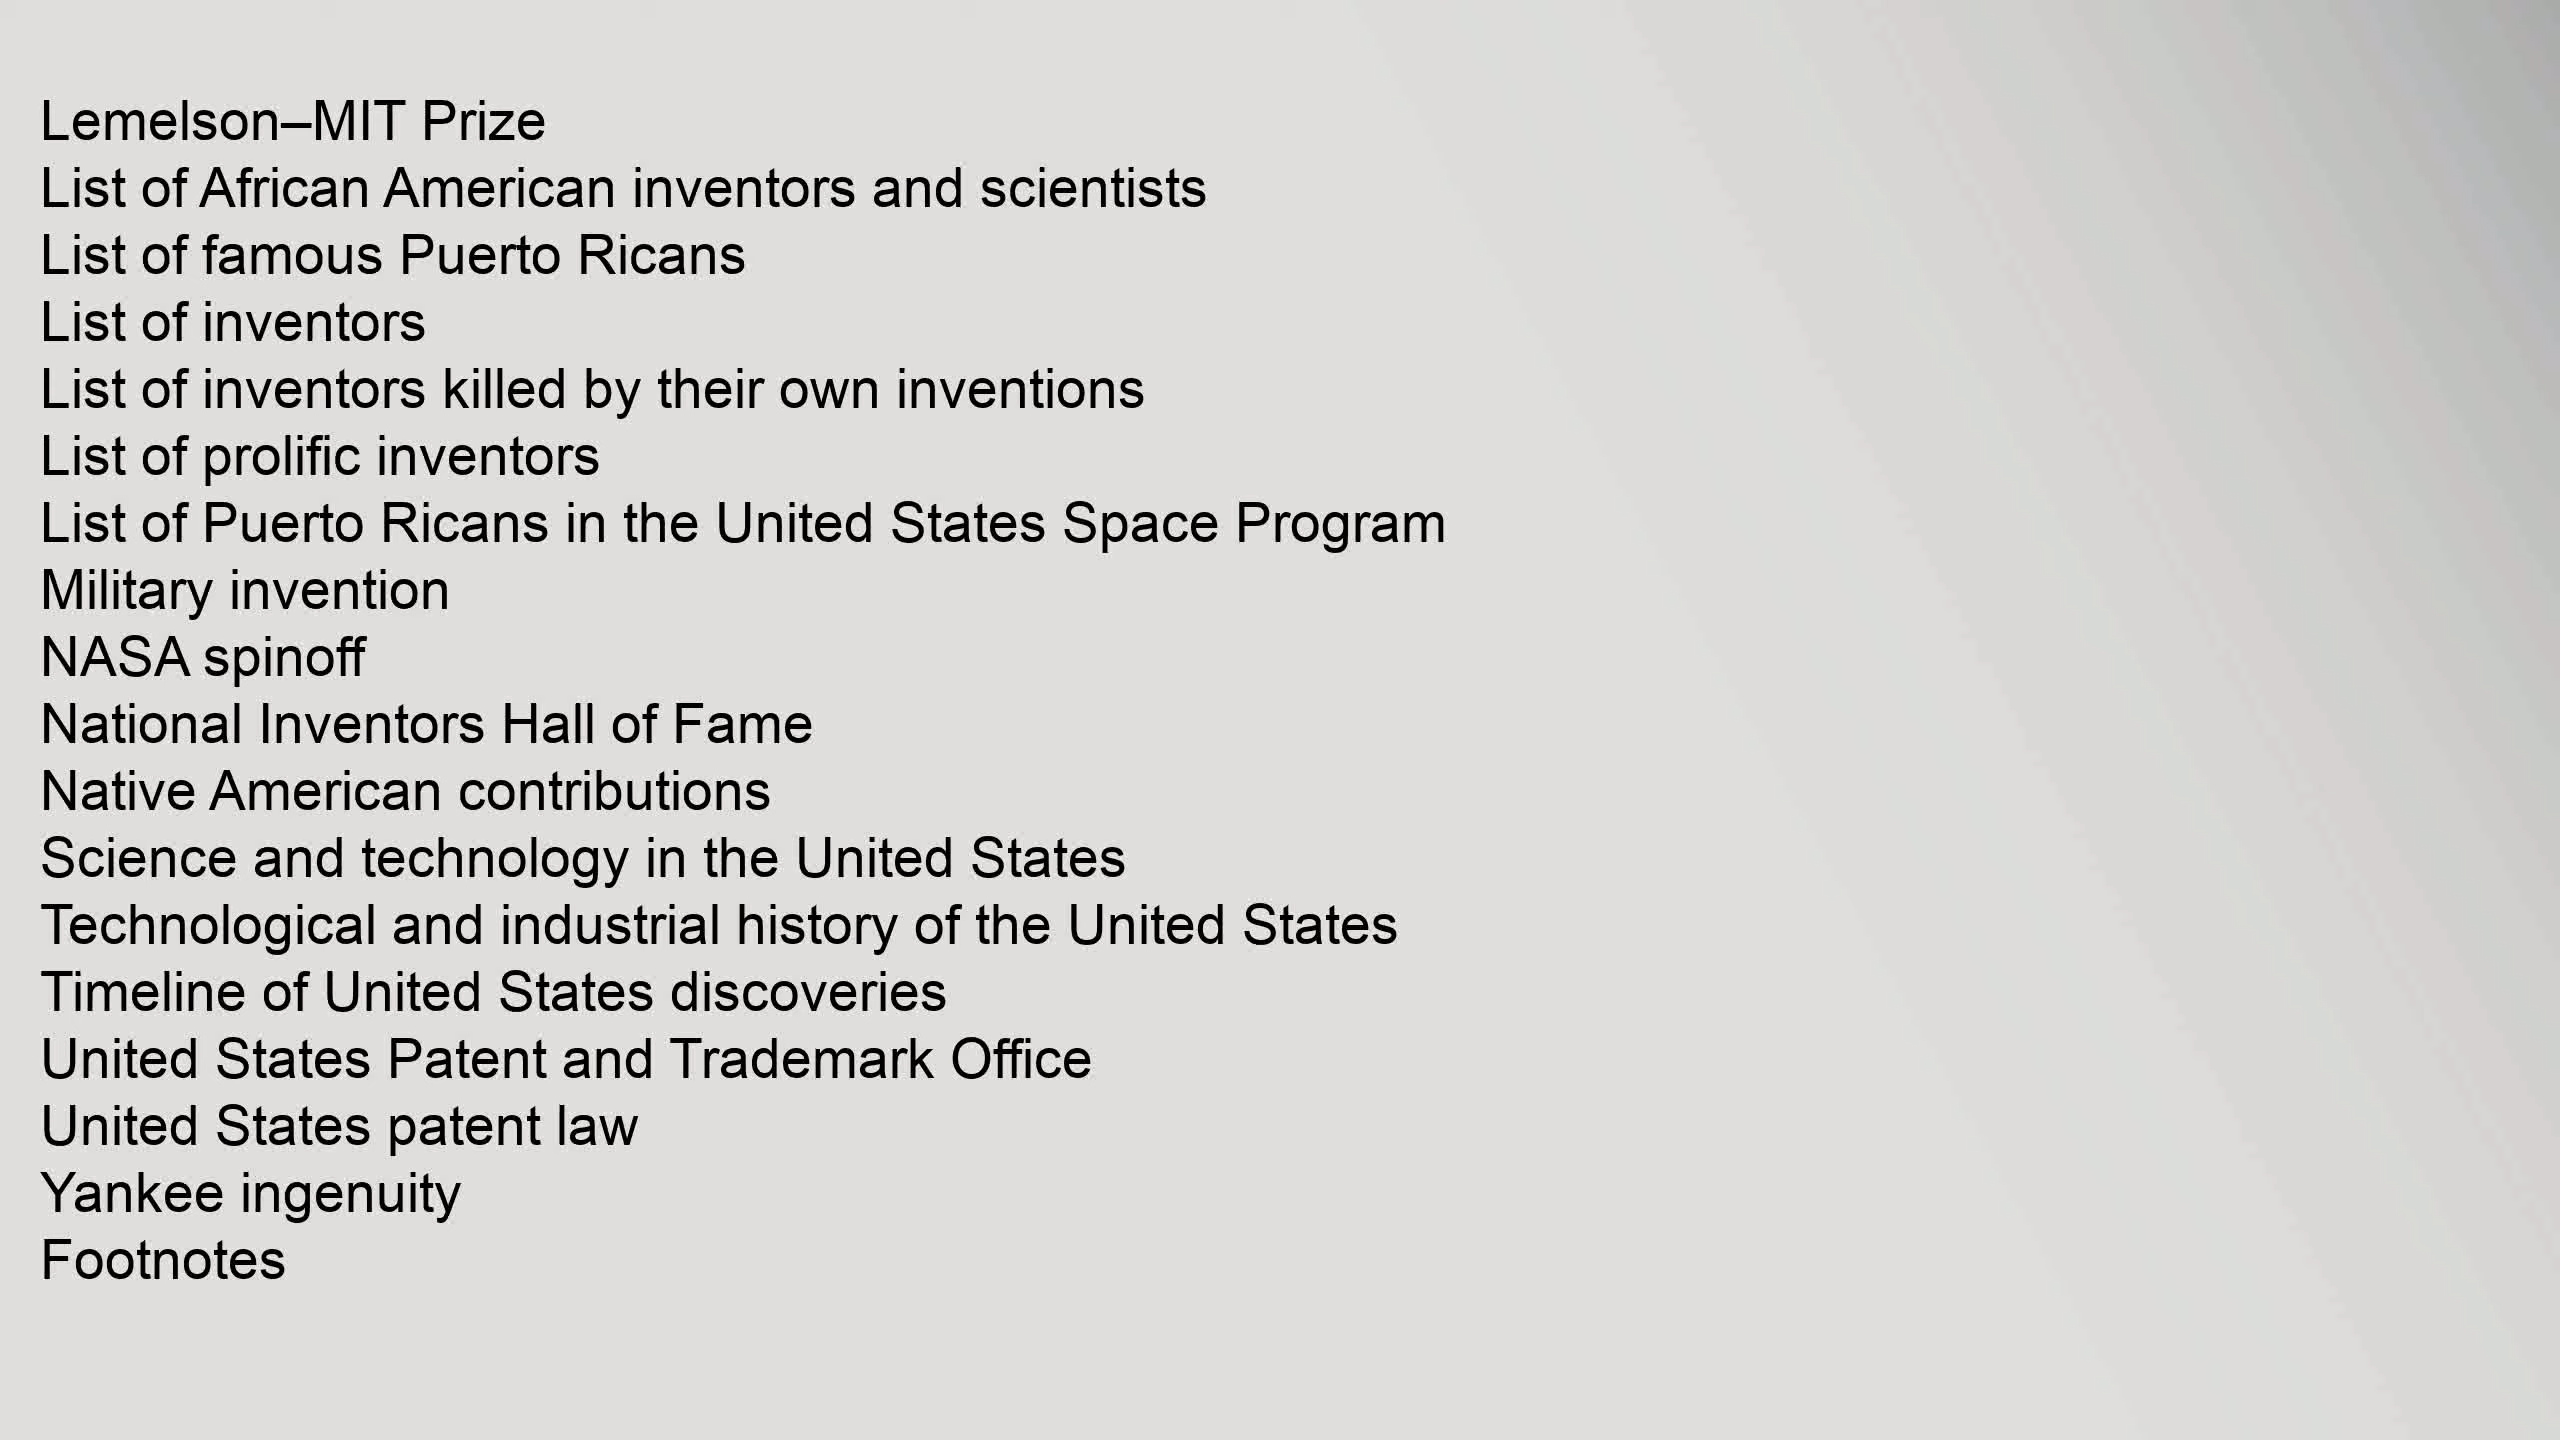 Lemelson–MIT Prize
List of African American inventors and scientists
List of famous Puerto Ricans
List of inventors
List of inventors killed by their own inventions
List of prolific inventors
List of Puerto Ricans in the United States Space Program
Military invention
NASA spinoff
National Inventors Hall of Fame
Native American contributions
Science and technology in the United States
Technological and industrial history of the United States
Timeline of United States discoveries
United States Patent and Trademark Office
United States patent law
Yankee ingenuity
Footnotes